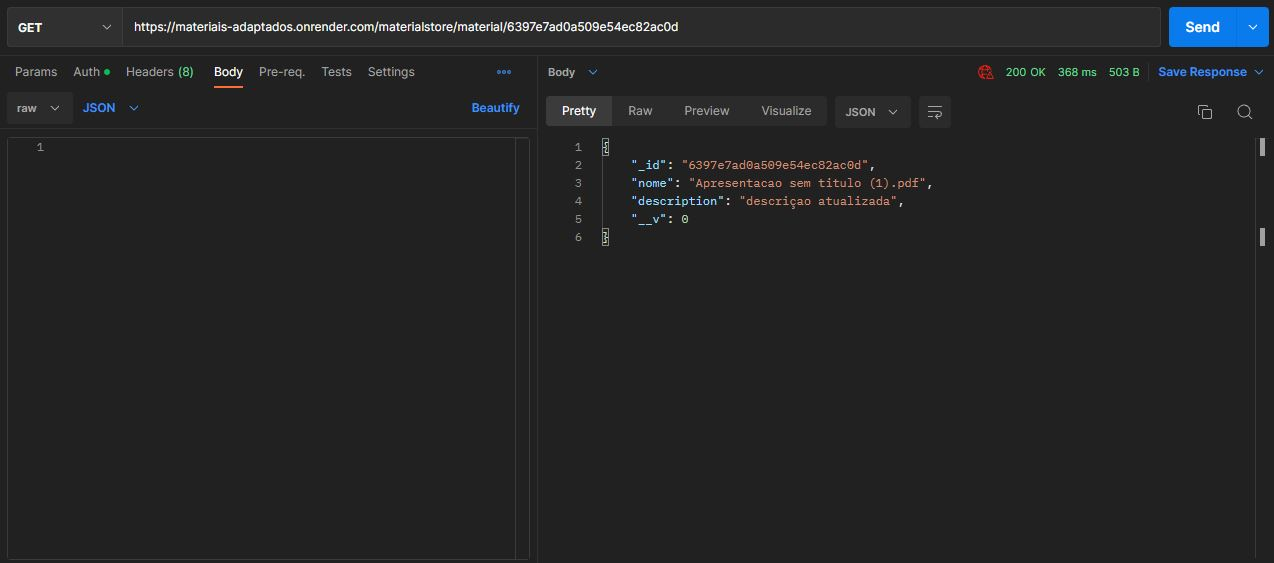 GET https://materiais-adaptados.onrender.com/materialstore/material/6397e7ad0a509e54ec82ac0d Send
Params Auth Headers (8) Body Pre-req. Tests Settings
raw JSON Beautify
1
Body 200 OK 368 ms 503 B Save Response
Pretty Raw Preview Visualize JSON
1 {
2 "_id": "6397e7ad0a509e54ec82ac0d",
3 "nome": "Apresentacao sem titulo (1).pdf",
4 "description": "descriçao atualizada",
5 "__v": 0
6 }